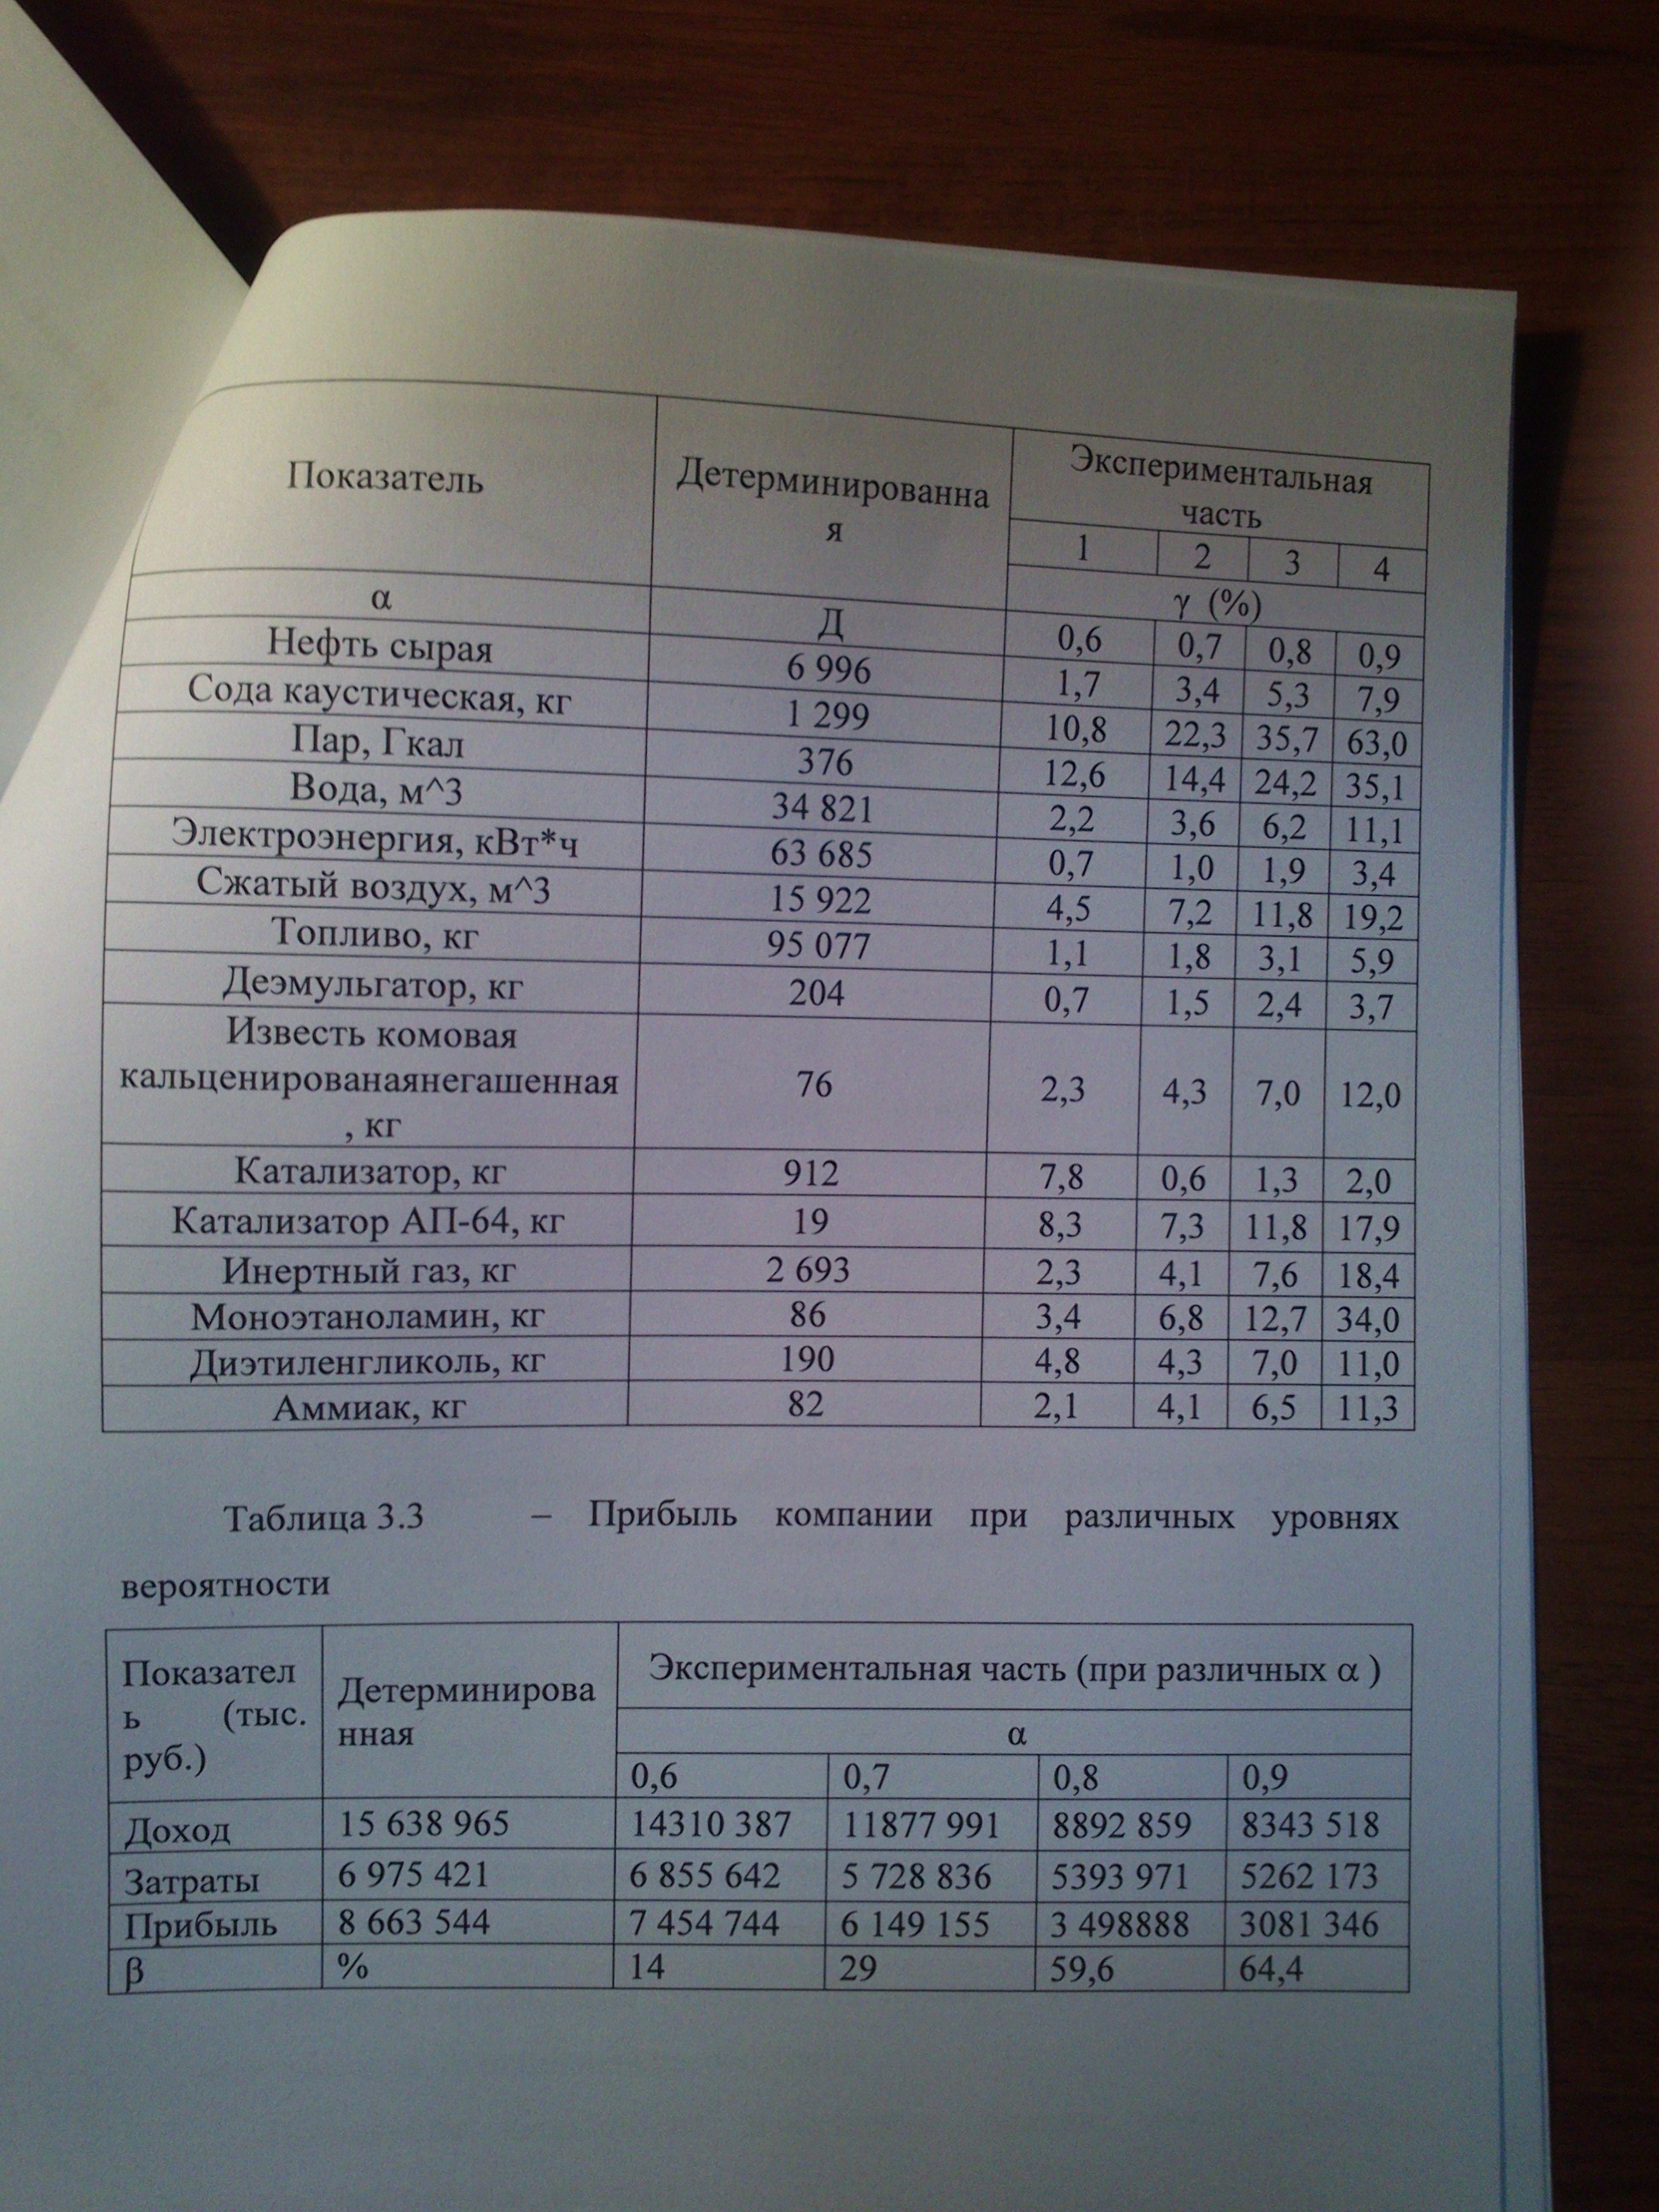 Показатель Детерминированна Экспериментальная
я часть
1 2 3 4
γ (%)
α Д 0,6 0,7 0,8 0,9
Нефть сырая 6 996 1,7 3,4 5,3 7,9
Сода каустическая, кг 1 299 10,8 22,3 35,7 63,0
Пар, Гкал 376 12,6 14,4 24,2 35,1
Вода, м^3 34 821 2,2 3,6 6,2 11,1
Электроэнергия, кВт*ч 63 685 0,7 1,0 1,9 3,4
Сжатый воздух, м^3 15 922 4,5 7,2 11,8 19,2
Топливо, кг 95 077 1,1 1,8 3,1 5,9
Деэмульгатор, кг 204 0,7 1,5 2,4 3,7
Известь комовая
кальценированаянегашенная 76 2,3 4,3 7,0 12,0
, кг
Катализатор, кг 912 7,8 0,6 1,3 2,0
Катализатор АП-64, кг 19 8,3 7,3 11,8 17,9
Инертный газ, кг 2 693 2,3 4,1 7,6 18,4
Моноэтаноламин, кг 86 3,4 6,8 12,7 34,0
Диэтиленгликоль, кг 190 4,8 4,3 7,0 11,0
Аммиак, кг 82 2,1 4,1 6,5 11,3
Таблица 3.3 – Прибыль компании при различных уровнях
вероятности
Показател Детерминирова Экспериментальная часть (при различных α )
ь (тыс. нная α
руб.) 0,6 0,7 0,8 0,9
Доход 15 638 965 14310 387 11877 991 8892 859 8343 518
Затраты 6 975 421 6 855 642 5 728 836 5393 971 5262 173
Прибыль 8 663 544 7 454 744 6 149 155 3 498888 3081 346
β % 14 29 59,6 64,4